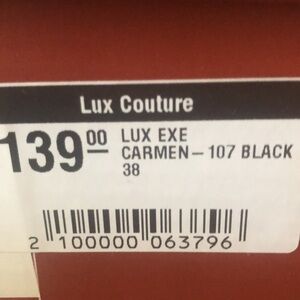 Lux Couture
139 00
LUX EXE
CARMEN - 107 BLACK
38
2 100000 063796